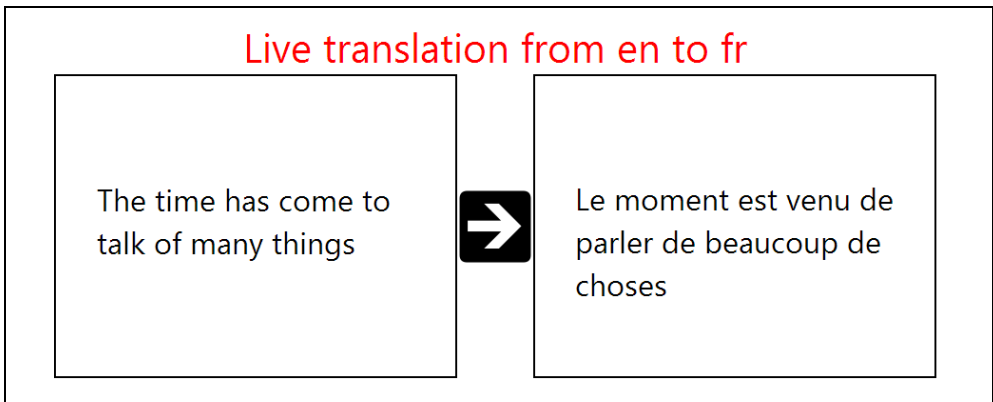 Live translation from en to fr
The time has come to
talk of many things
Le moment est venu de
parler de beaucoup de
choses